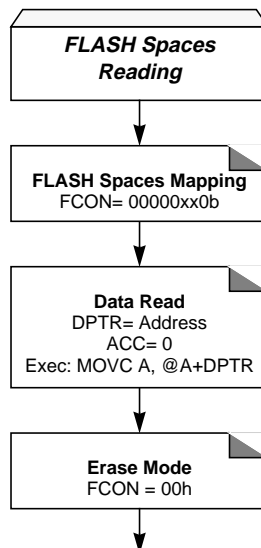 FLASH Spaces
Reading
FLASH Spaces Mapping
FCON= 00000xx0b
Data Read
DPTR= Address
ACC= 0
Exec: MOVC A, @A+DPTR
Erase Mode
FCON = 00h